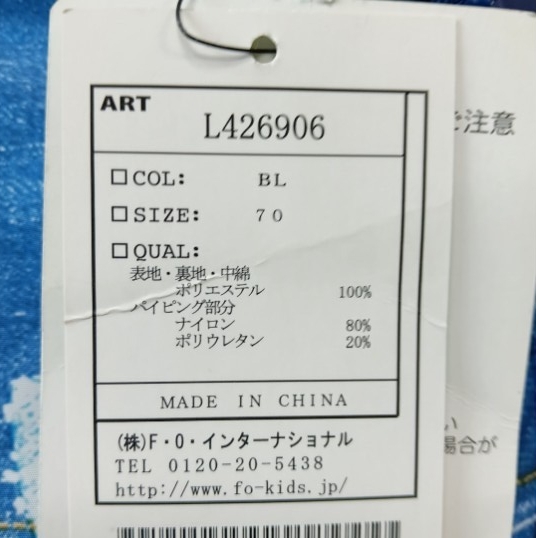 ART
L426906
□COL: BL
□SIZE: 70
□QUAL:
表地・裏地・中綿
ポリエステル 100%
パイピング部分
ナイロン 80%
ポリウレタン 20%
MADE IN CHINA
(株)F・O・インターナショナル
TEL 0120-20-5438
http://www.fo-kids.jp/
ご注意
い
場合が